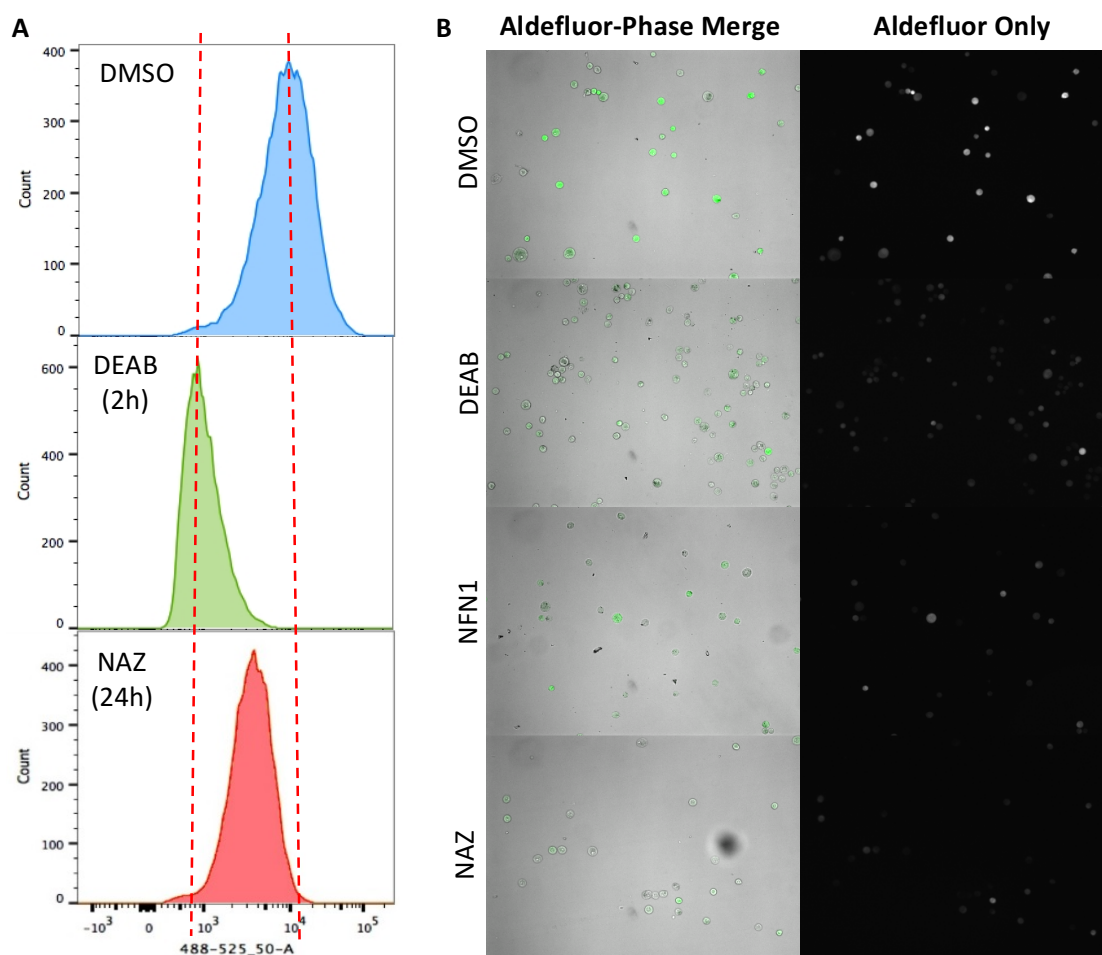 A
DMSO
Count
400
300
200
100
0
DEAB
(2h)
Count
600
400
200
0
NAZ
(24h)
Count
400
300
200
100
0
-10³ 0 10³ 10⁴ 10⁵
488-525_50-A
B
Aldefluor-Phase Merge Aldefluor Only
DMSO
DEAB
NFN1
NAZ